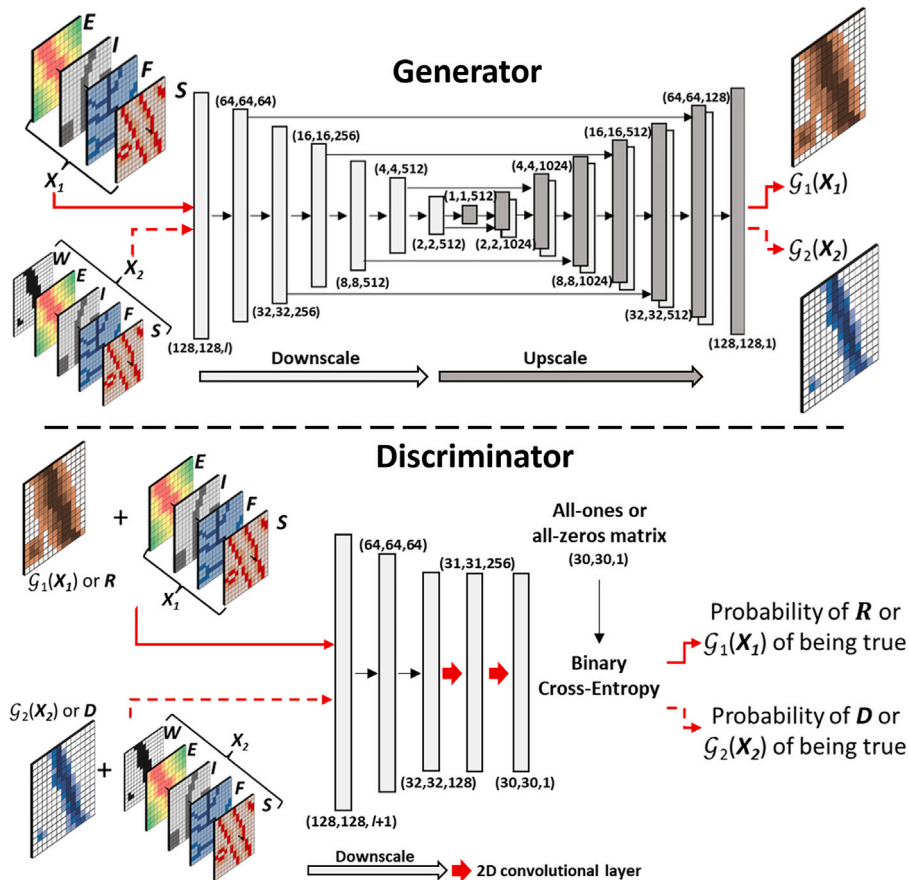 Generator
E
I
F
S
X1
(64,64,64)
(16,16,256)
(4,4,512)
(1,1,512)
(4,4,1024)
(16,16,512)
(64,64,128)
G1(X1)
W
E
I
F
S
X2
(128,128,l)
(32,32,256)
(8,8,512)
(2,2,512)
(2,2,1024)
(8,8,1024)
(32,32,512)
(128,128,1)
G2(X2)
Downscale
Upscale
Discriminator
G1(X1) or R
+
E
I
F
S
X1
(64,64,64)
(31,31,256)
All-ones or
all-zeros matrix
(30,30,1)
Binary
Cross-Entropy
Probability of R or
G1(X1) of being true
Probability of D or
G2(X2) of being true
G2(X2) or D
+
W
E
I
F
S
X2
(128,128, l+1)
(32,32,128)
(30,30,1)
Downscale
2D convolutional layer